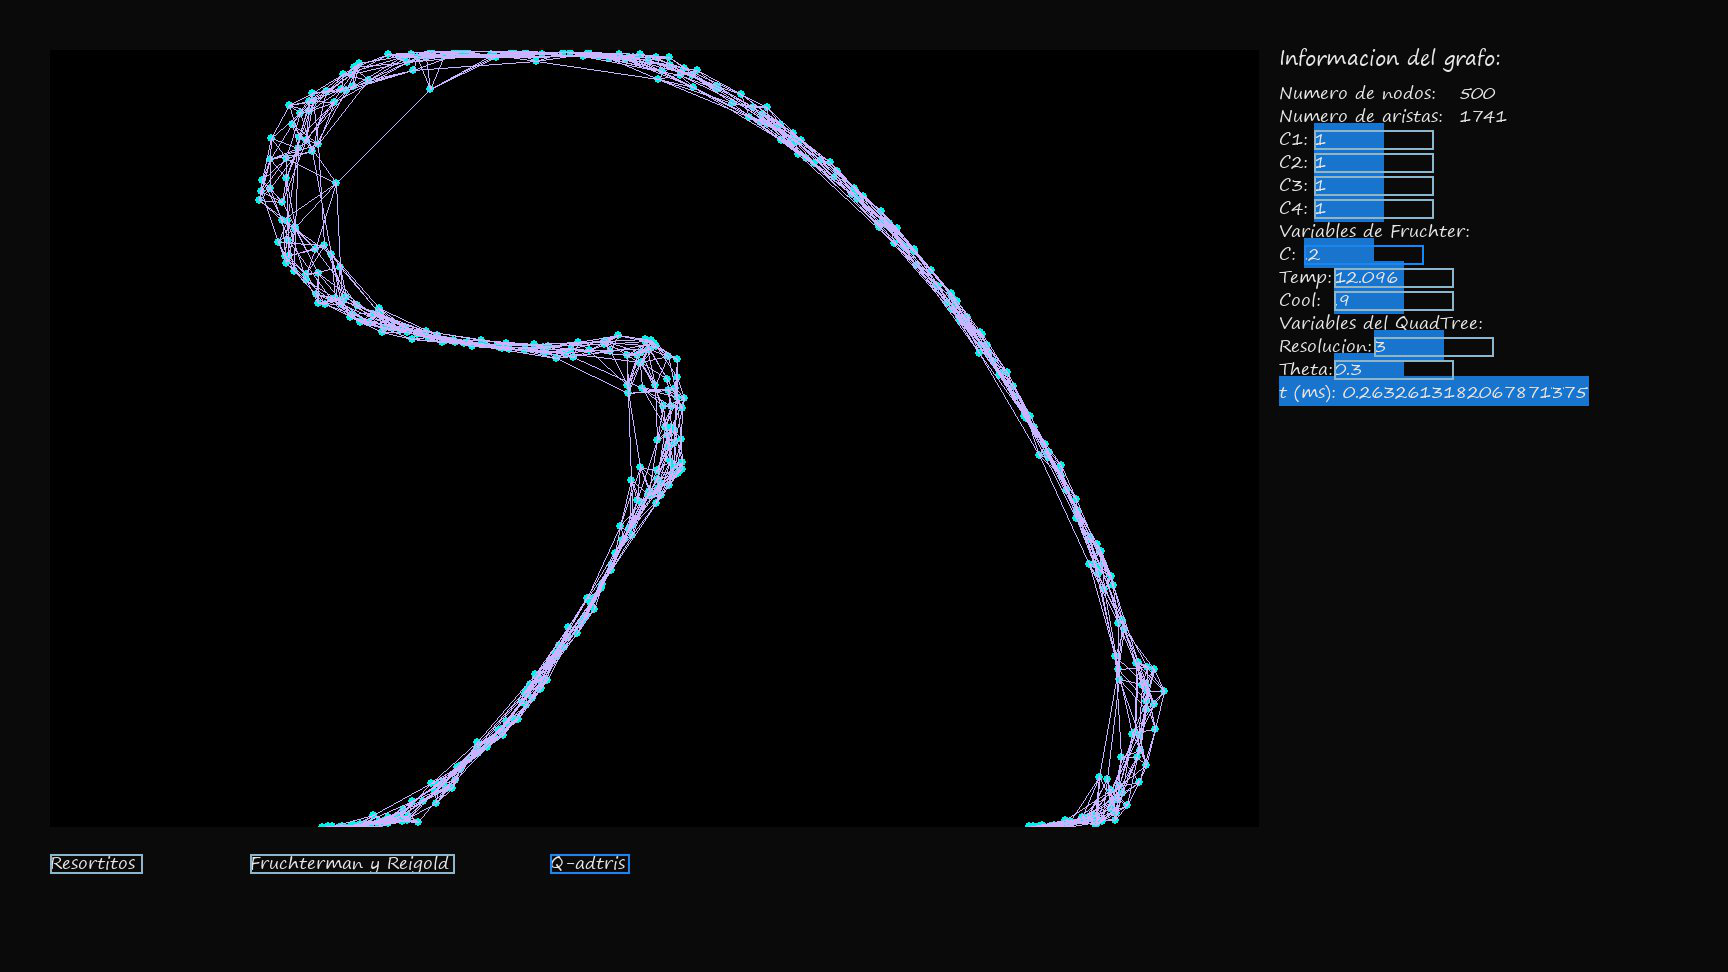 Informacion del grafo:
Numero de nodos: 500
Numero de aristas: 1741
C1: 1
C2: 1
C3: 1
C4: 1
Variables de Fruchter:
C: .2
Temp: 12.096
Cool: .9
Variables del QuadTree:
Resolucion: 3
Theta: 0.3
t (ms): 0.26326131820678711375
Resortitos
Fruchterman y Reigold
Q-adtris